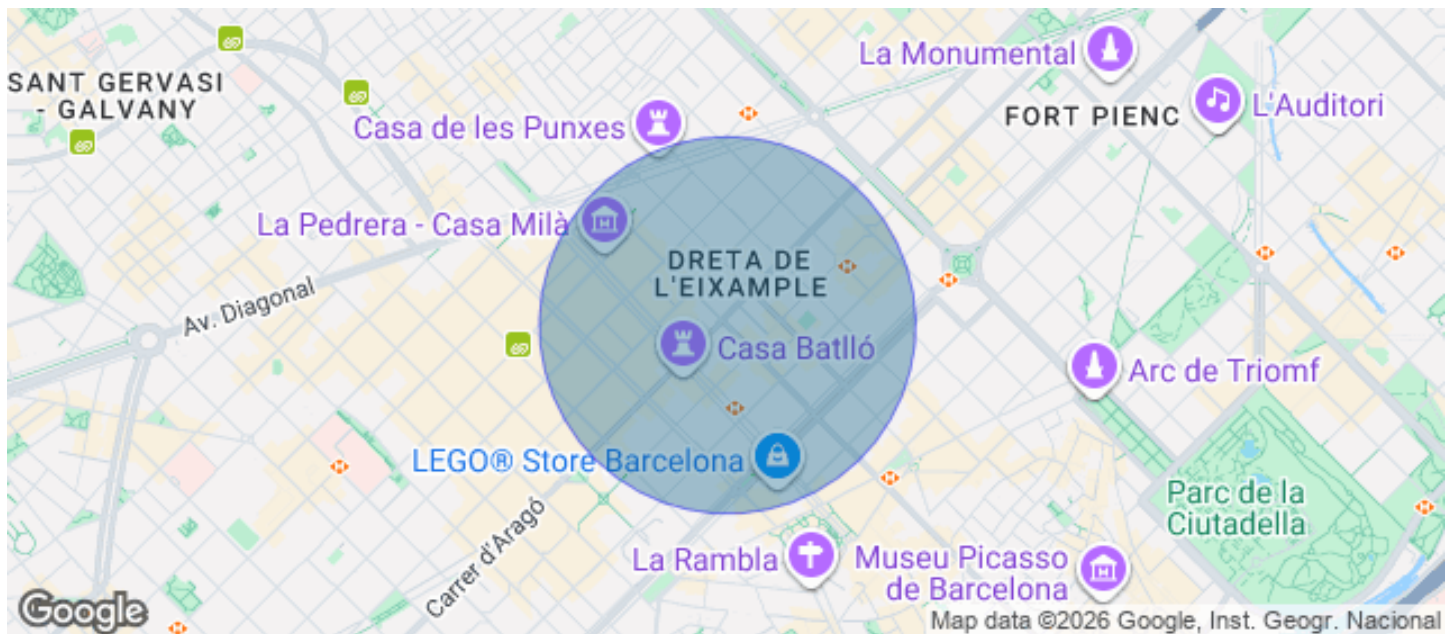 La Monumental
SANT GERVASI
- GALVANY
L'Auditori
FORT PIENC
Casa de les Punxes
La Pedrera - Casa Milà
DRETA DE
L'EIXAMPLE
Av. Diagonal
Casa Batlló
Arc de Triomf
LEGO® Store Barcelona
Parc de la
Ciutadella
Carrer d'Aragó
La Rambla
Museu Picasso
de Barcelona
Google
Map data ©2026 Google, Inst. Geogr. Nacional